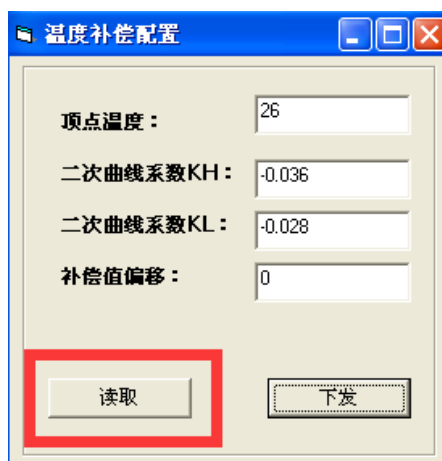 温度补偿配置
顶点温度： 26
二次曲线系数KH： -0.036
二次曲线系数KL： -0.028
补偿值偏移： 0
读取 下发